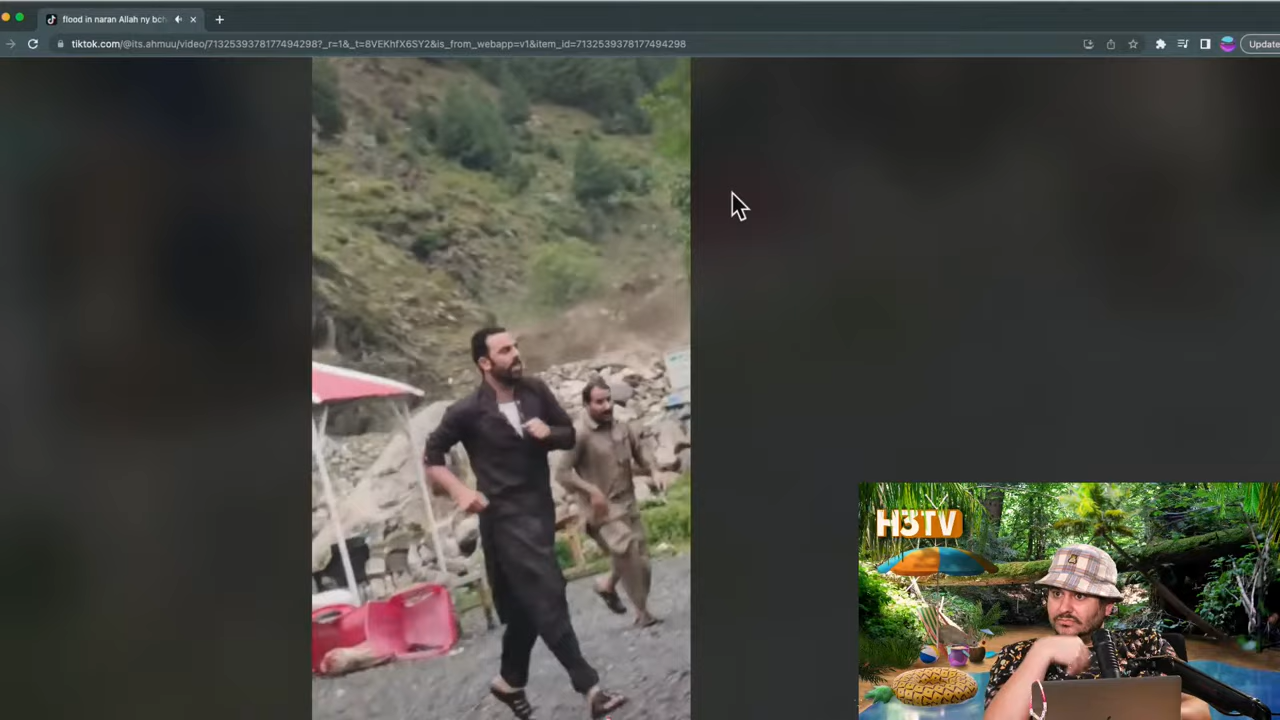 flood in naran Allah ny bch
tiktok.com/@its.ahmuu/video/7132539378177494298?_r=1&_t=8VEKhfX6SY2&is_from_webapp=v1&item_id=7132539378177494298
Update
H3TV